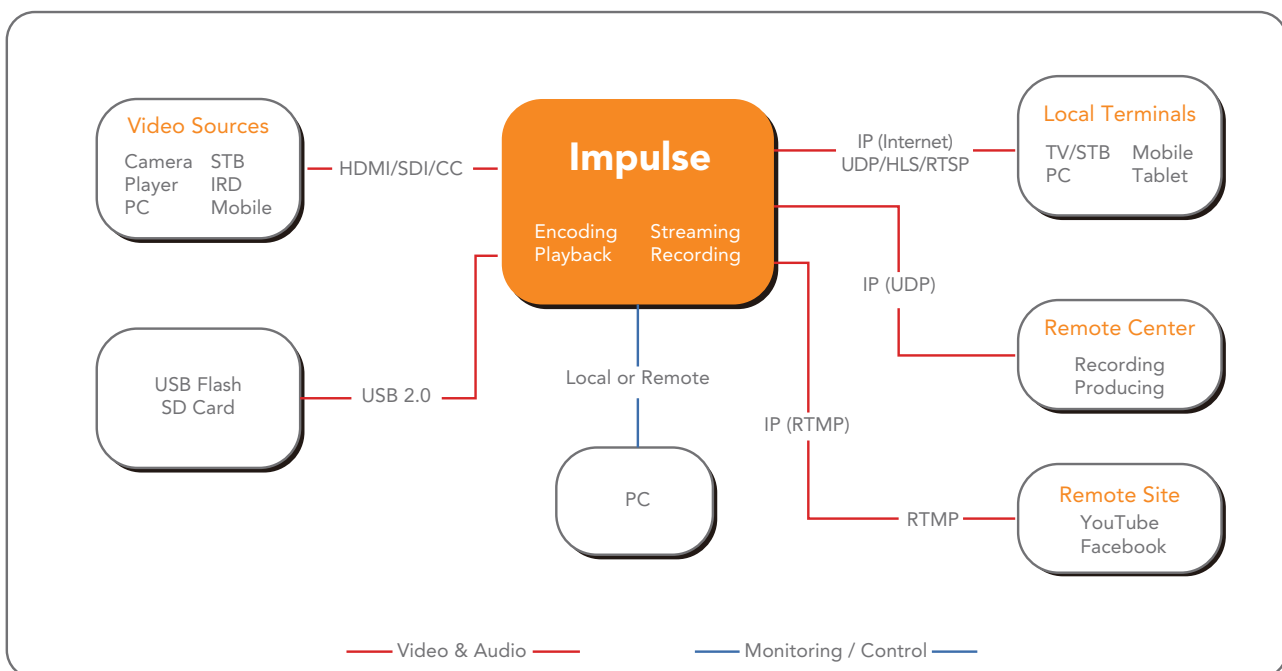 Video Sources
Camera STB
Player IRD
PC Mobile
HDMI/SDI/CC
USB Flash
SD Card
USB 2.0
Impulse
Encoding Streaming
Playback Recording
Local or Remote
PC
IP (Internet)
UDP/HLS/RTSP
Local Terminals
TV/STB Mobile
PC Tablet
IP (UDP)
Remote Center
Recording
Producing
IP (RTMP)
RTMP
Remote Site
YouTube
Facebook
Video & Audio
Monitoring / Control